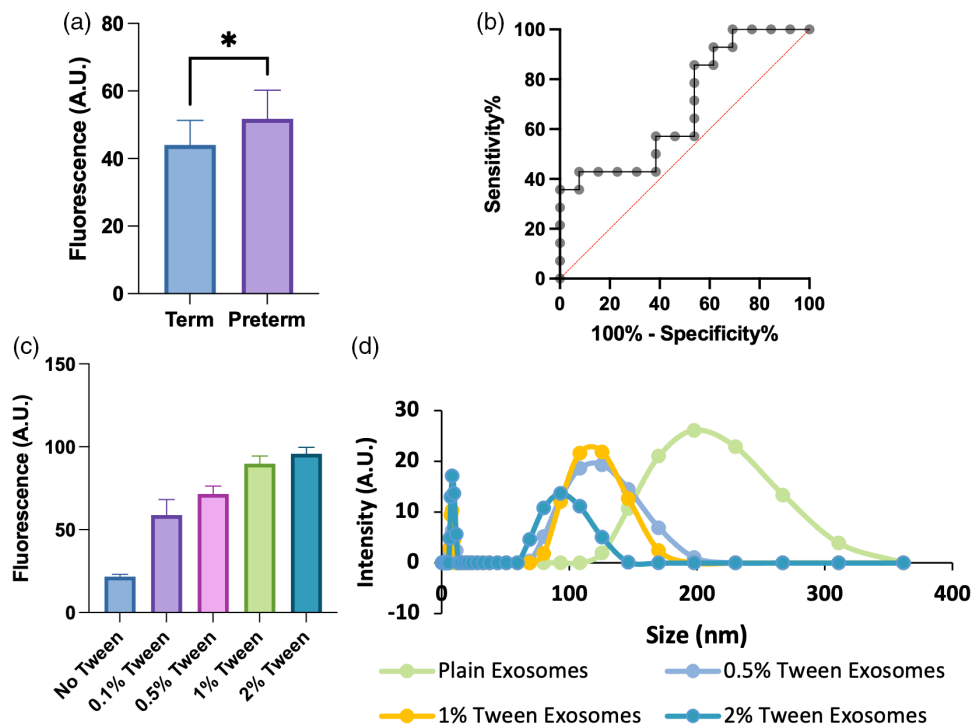 (a)
80
60
40
20
0
Fluorescence (A.U.)
*
Term Preterm
(b)
100
80
60
40
20
0
Sensitivity%
0 20 40 60 80 100
100% - Specificity%
(c)
150
100
50
0
Fluorescence (A.U.)
No Tween
0.1% Tween
0.5% Tween
1% Tween
2% Tween
(d)
30
20
10
0
-10
Intensity (A.U.)
0 100 200 300 400
Size (nm)
Plain Exosomes 0.5% Tween Exosomes
1% Tween Exosomes 2% Tween Exosomes